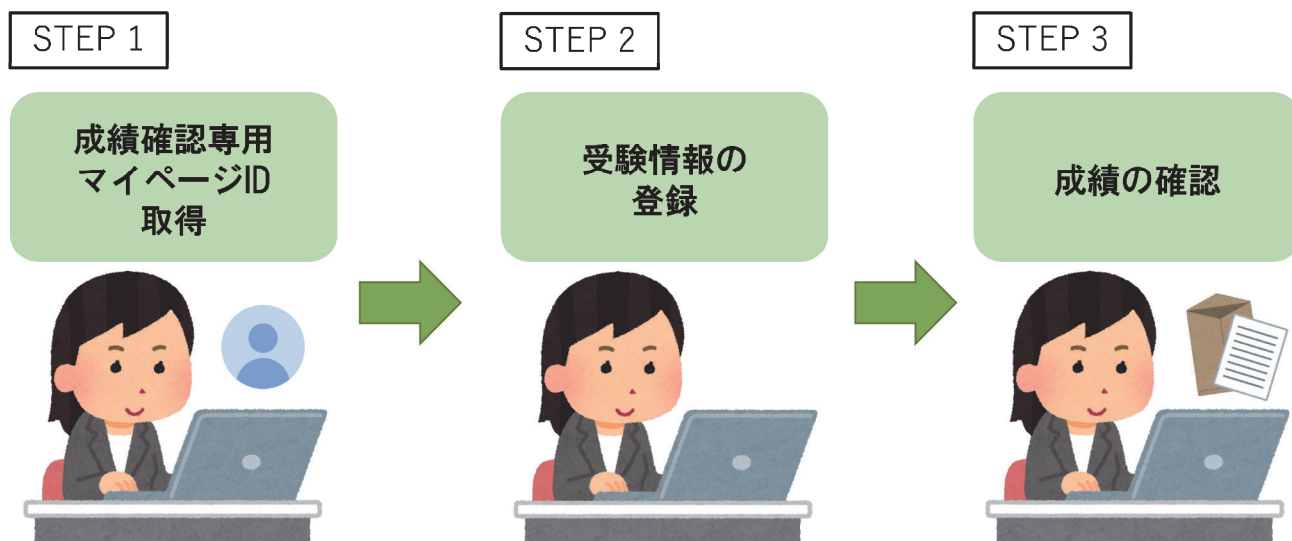 STEP 1
成績確認専用
マイページID
取得
STEP 2
受験情報の
登録
STEP 3
成績の確認